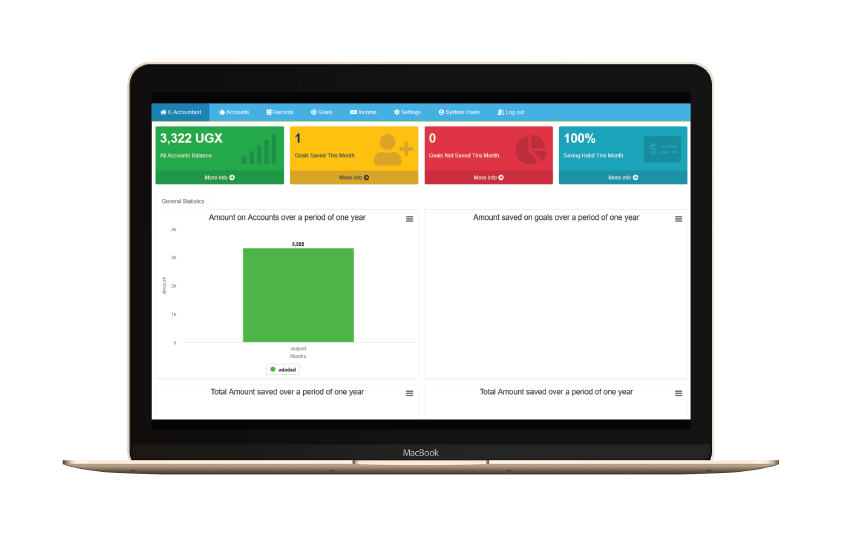 E-Accountant Accounts Records Goals Income Settings System Users Log out
3,322 UGX
All Accounts Balance
More info
1
Goals Saved This Month
More info
0
Goals Not Saved This Month
More info
100%
Saving Habit This Month
More info
General Statistics
Amount on Accounts over a period of one year
3k
2k
1k
0
Amount
3,322
August
Months
adadad
Amount saved on goals over a period of one year
Total Amount saved over a period of one year
Total Amount saved over a period of one year
MacBook